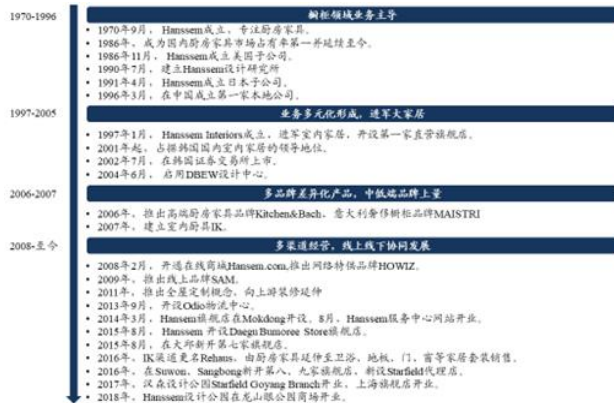 1970-1996
橱柜领域业务主导
• 1970年9月，Hanssem成立，专注厨房家具。
• 1986年，成为国内厨房家具市场占有率第一并延续至今。
• 1986年11月，Hanssem成立美国子公司。
• 1990年7月，建立Hanssem设计研究所
• 1991年4月，Hanssem成立日本子公司。
• 1996年3月，在中国成立第一家本地公司。
1997-2005
业务多元化形成，进军大家居
• 1997年1月，Hanssem Interiors成立，进军室内家居，开设第一家直营旗舰店。
• 2001年起，占据韩国国内室内家居的领导地位。
• 2002年7月，在韩国证券交易所上市。
• 2004年6月，启用DBEW设计中心。
2006-2007
多品牌差异化产品，中低端品牌上量
• 2006年，推出高端厨房家具品牌Kitchen&Bach，意大利奢侈橱柜品牌MAISTRI
• 2007年，建立室内厨具IK。
2008-至今
多渠道经营，线上线下协同发展
• 2008年2月，开通在线商城Hansem.com,推出网络特供品牌HOWIZ。
• 2009年，推出线上品牌SAM。
• 2011年，推出全屋定制概念，向上游装修延伸
• 2013年9月，开设Odio物流中心。
• 2014年3月，Hansem旗舰店在Mokdong开设。8月，Hanssem服务中心网站开业。
• 2015年8月，Hanssem 开设Daegu Bumoree Store旗舰店。
• 2015年8月，在大邱新开第七家旗舰店。
• 2016年，IK渠道更名Rehaus，由厨房家具延伸至卫浴、地板、门、窗等家居套装销售。
• 2016年，在Suwon、Sangbong新开第八、九家旗舰店，新设Starfield代理店。
• 2017年，汉森设计公园Starfield Goyang Branch开业，上海旗舰店开业。
• 2018年，Hanssem设计公园在龙山眼公园商场开业。